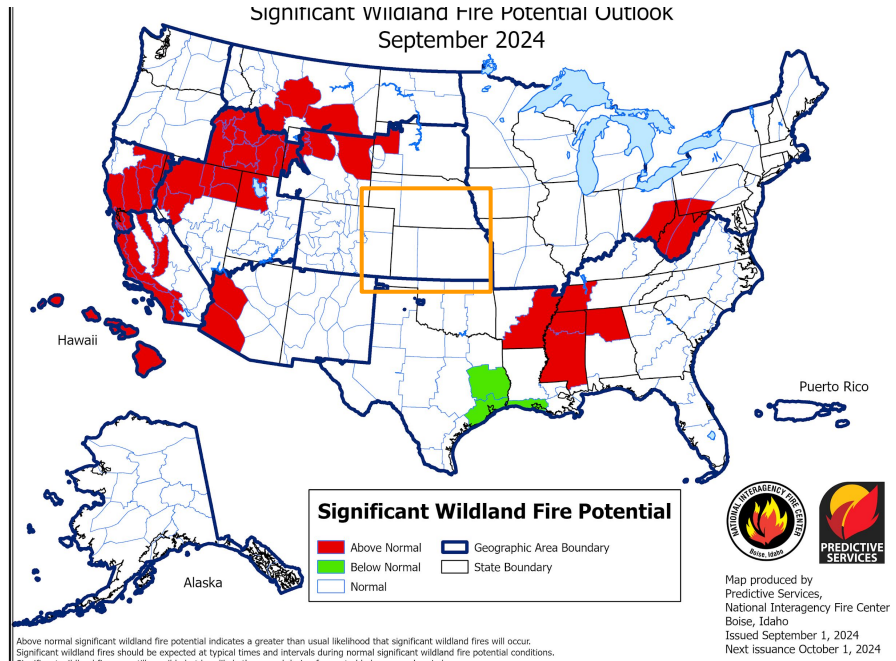 Significant Wildland Fire Potential Outlook
September 2024
Hawaii
Puerto Rico
Alaska
Significant Wildland Fire Potential
Above Normal
Geographic Area Boundary
Below Normal
State Boundary
Normal
NATIONAL INTERAGENCY FIRE CENTER
Boise, Idaho
PREDICTIVE
SERVICES
Map produced by
Predictive Services,
National Interagency Fire Center
Boise, Idaho
Issued September 1, 2024
Next issuance October 1, 2024
Above normal significant wildland fire potential indicates a greater than usual likelihood that significant wildland fires will occur.
Significant wildland fires should be expected at typical times and intervals during normal significant wildland fire potential conditions.